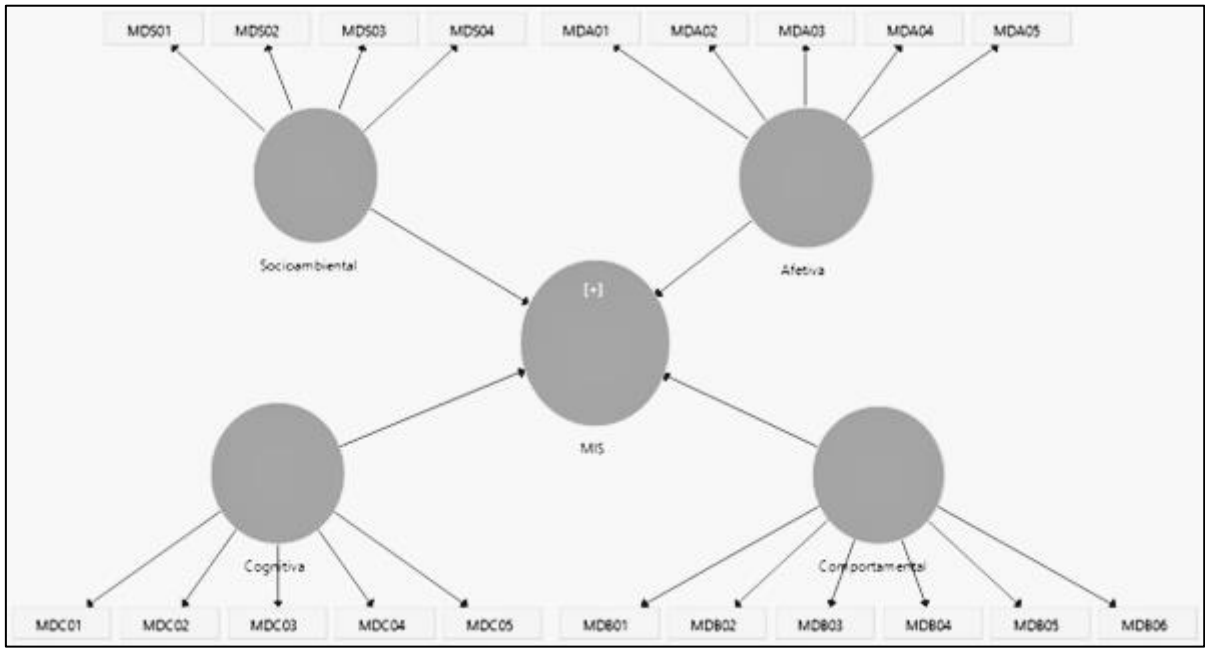 MDS01 MDS02 MDS03 MDS04 MDA01 MDA02 MDA03 MDA04 MDA05
Socioambiental
Afetiva
[+]
MIS
Cognitiva
Comportamental
MDC01 MDC02 MDC03 MDC04 MDC05 MDB01 MDB02 MDB03 MDB04 MDB05 MDB06